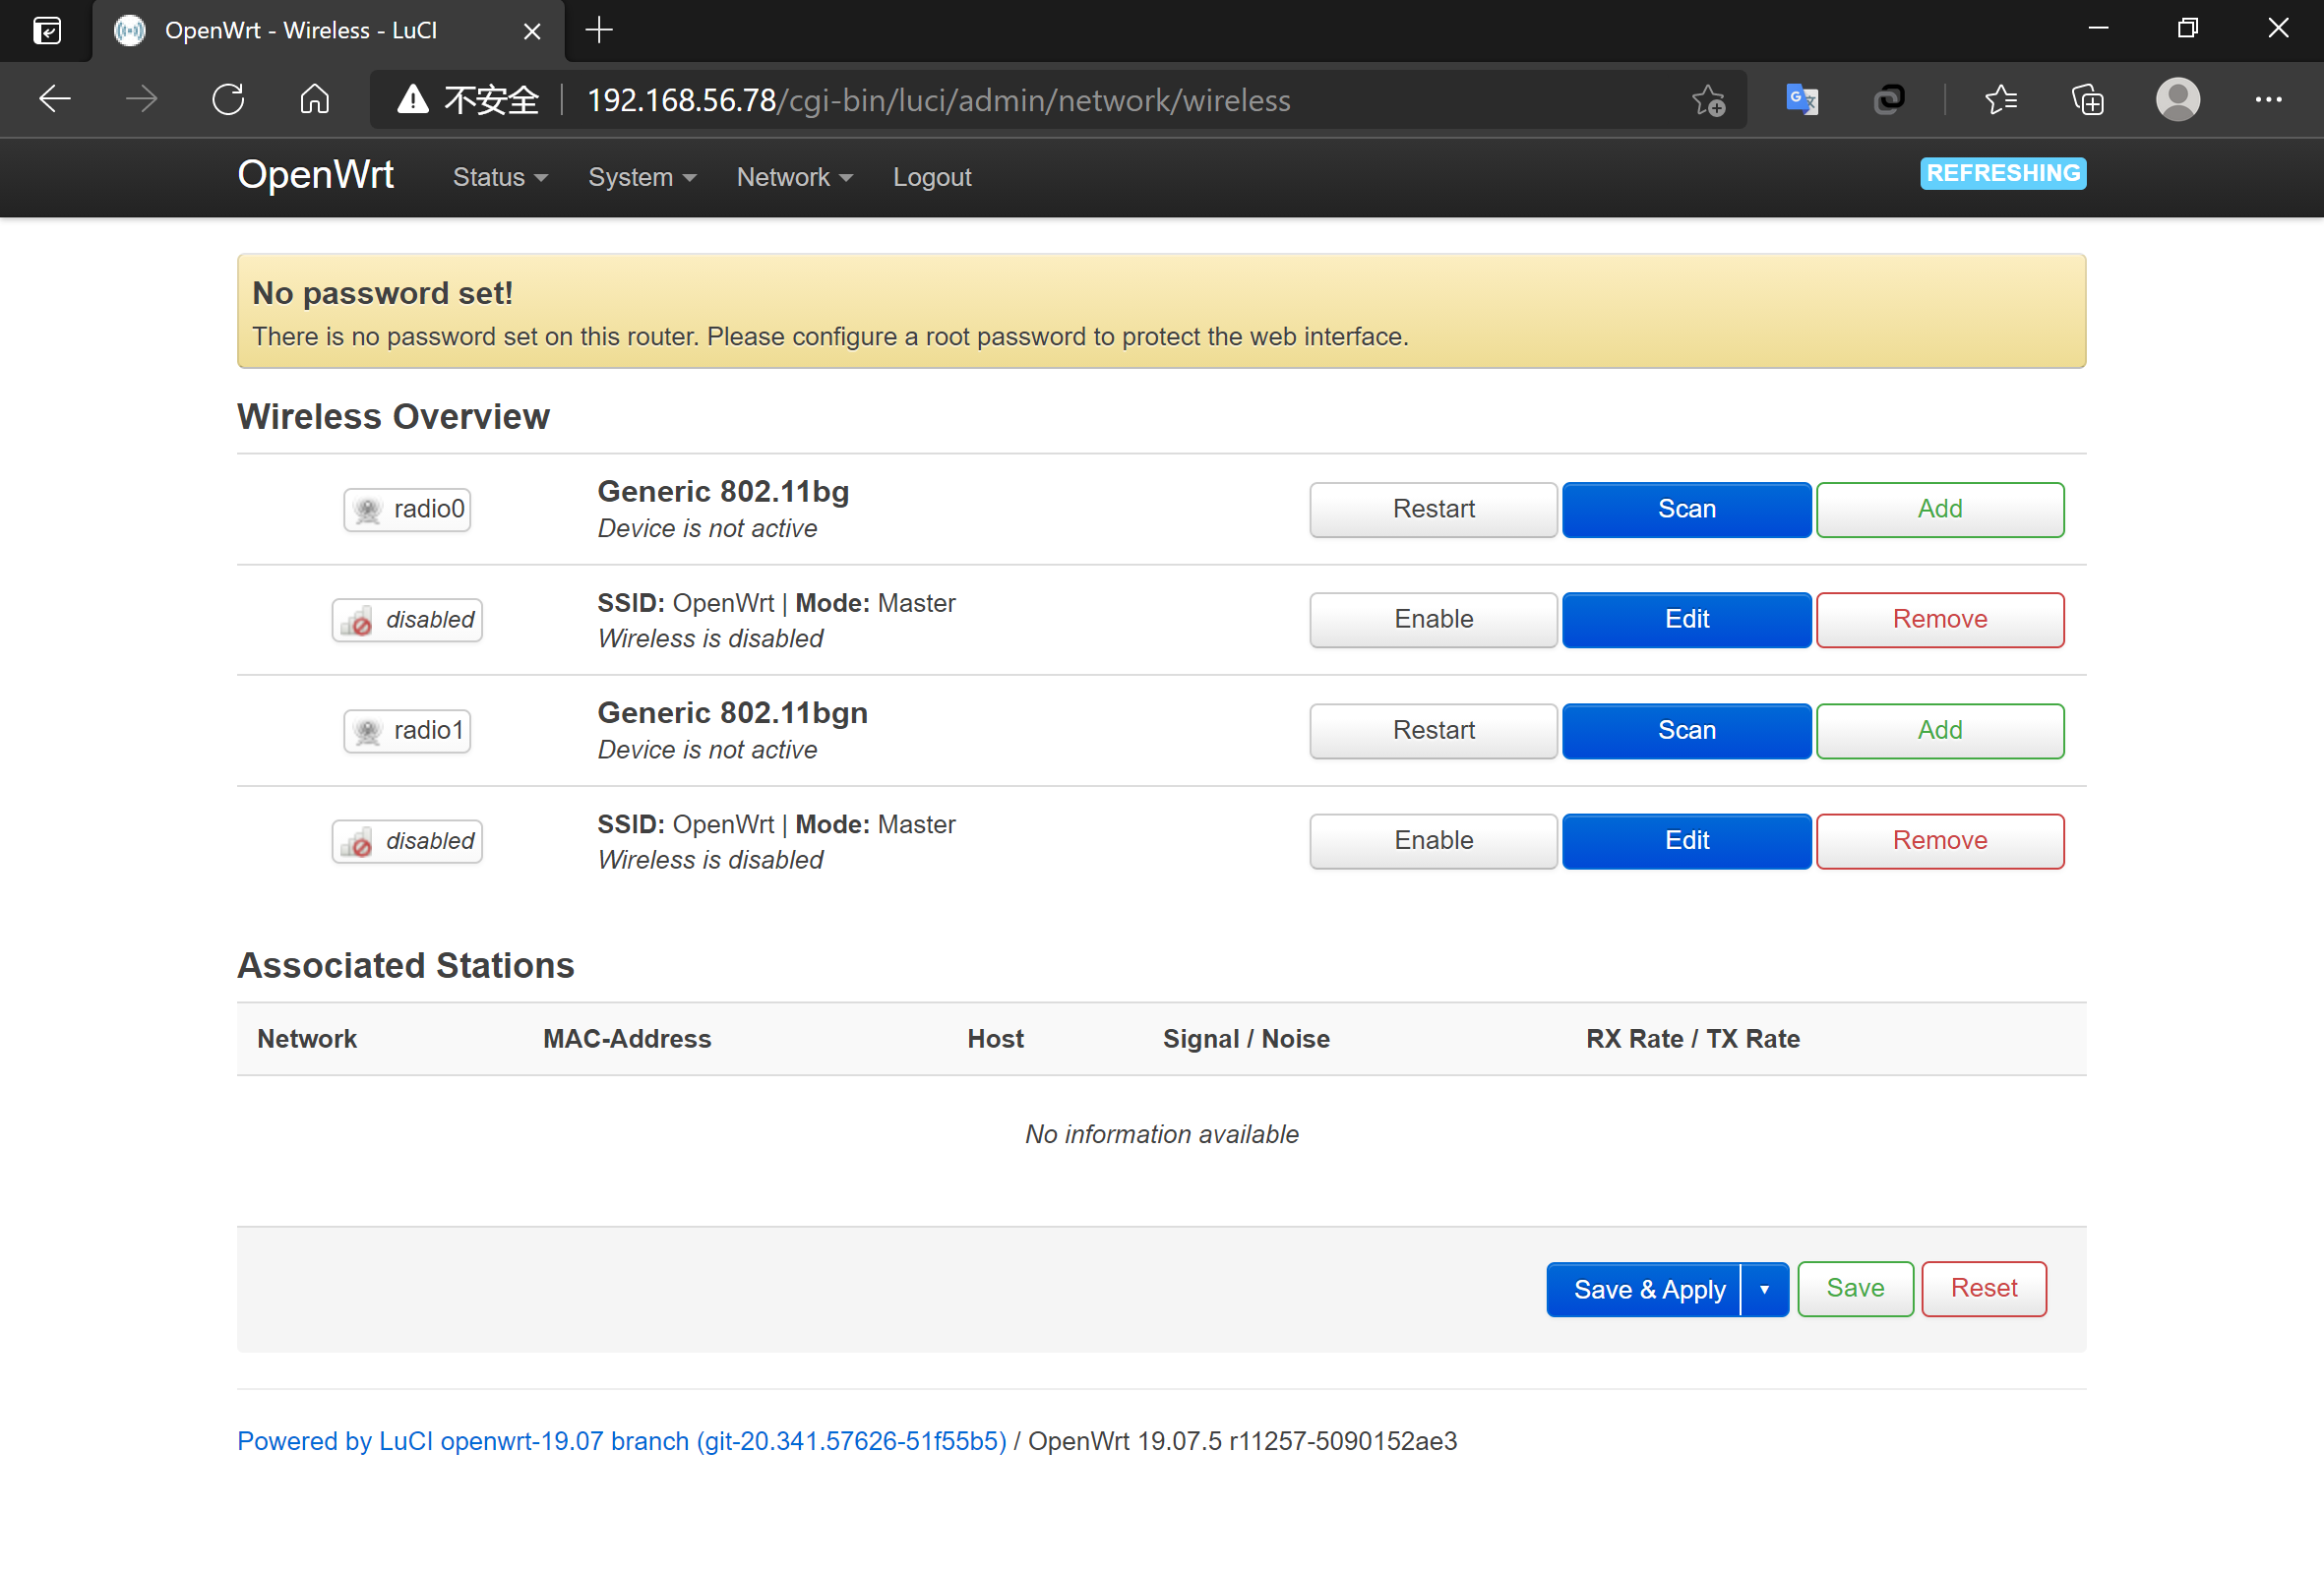 OpenWrt - Wireless - LuCI
不安全 192.168.56.78/cgi-bin/luci/admin/network/wireless
OpenWrt Status System Network Logout REFRESHING
No password set!
There is no password set on this router. Please configure a root password to protect the web interface.
Wireless Overview
radio0 Generic 802.11bg Restart Scan Add
Device is not active
disabled SSID: OpenWrt | Mode: Master Enable Edit Remove
Wireless is disabled
radio1 Generic 802.11bgn Restart Scan Add
Device is not active
disabled SSID: OpenWrt | Mode: Master Enable Edit Remove
Wireless is disabled
Associated Stations
Network MAC-Address Host Signal / Noise RX Rate / TX Rate
No information available
Save & Apply Save Reset
Powered by LuCI openwrt-19.07 branch (git-20.341.57626-51f55b5) / OpenWrt 19.07.5 r11257-5090152ae3